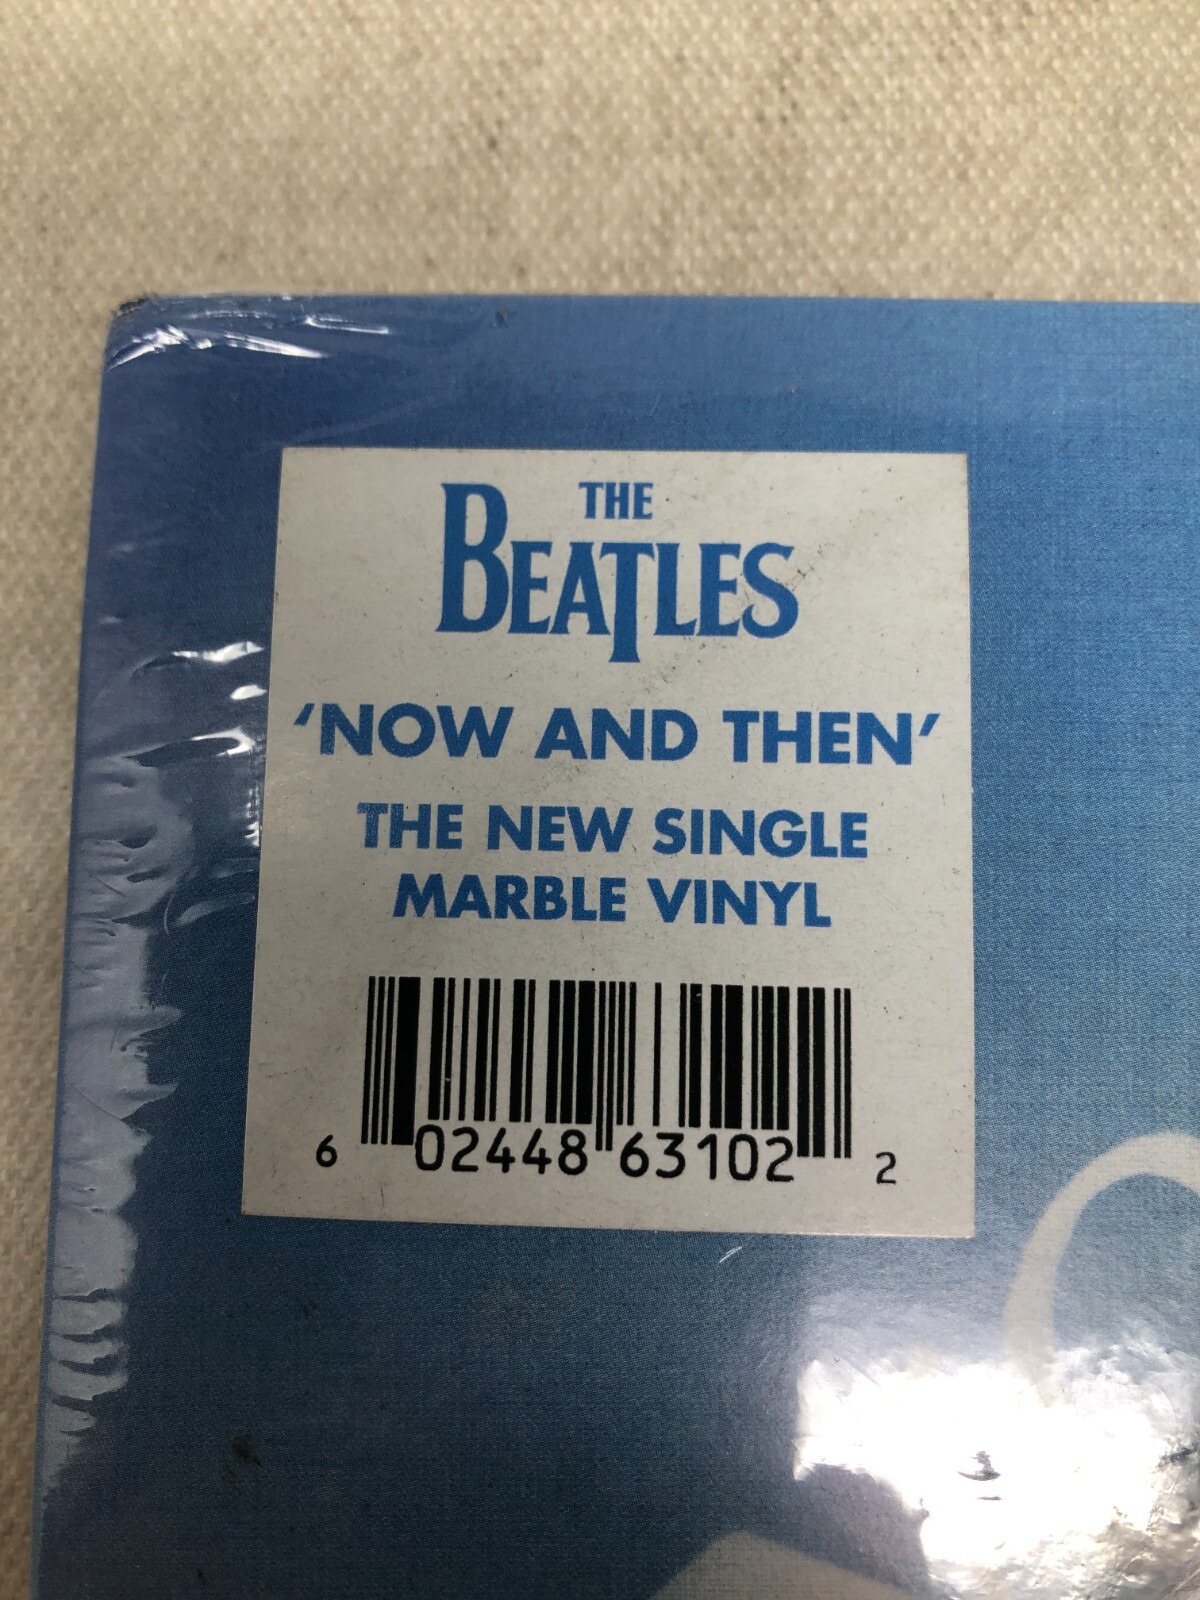 THE
BEATLES
‘NOW AND THEN’
THE NEW SINGLE
MARBLE VINYL
6 02448 63102 2